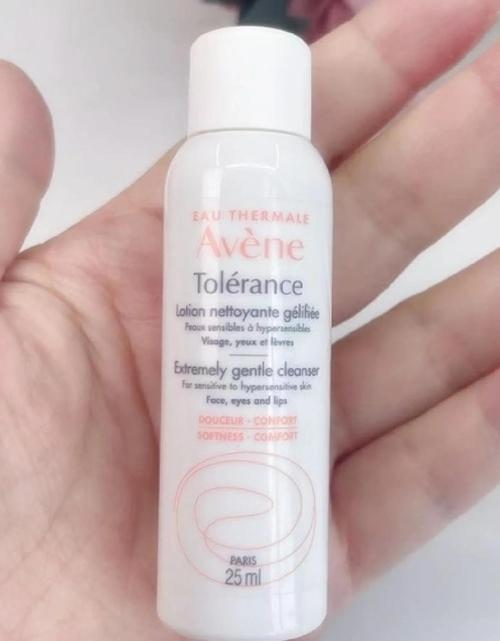 EAU THERMALE
Avène
Tolérance
Lotion nettoyante gélifiée
Peaux sensibles à hypersensibles
Visage, yeux et lèvres
Extremely gentle cleanser
For sensitive to hypersensitive skin
Face, eyes and lips
DOUCEUR - CONFORT
SOFTNESS - COMFORT
PARIS
25 ml